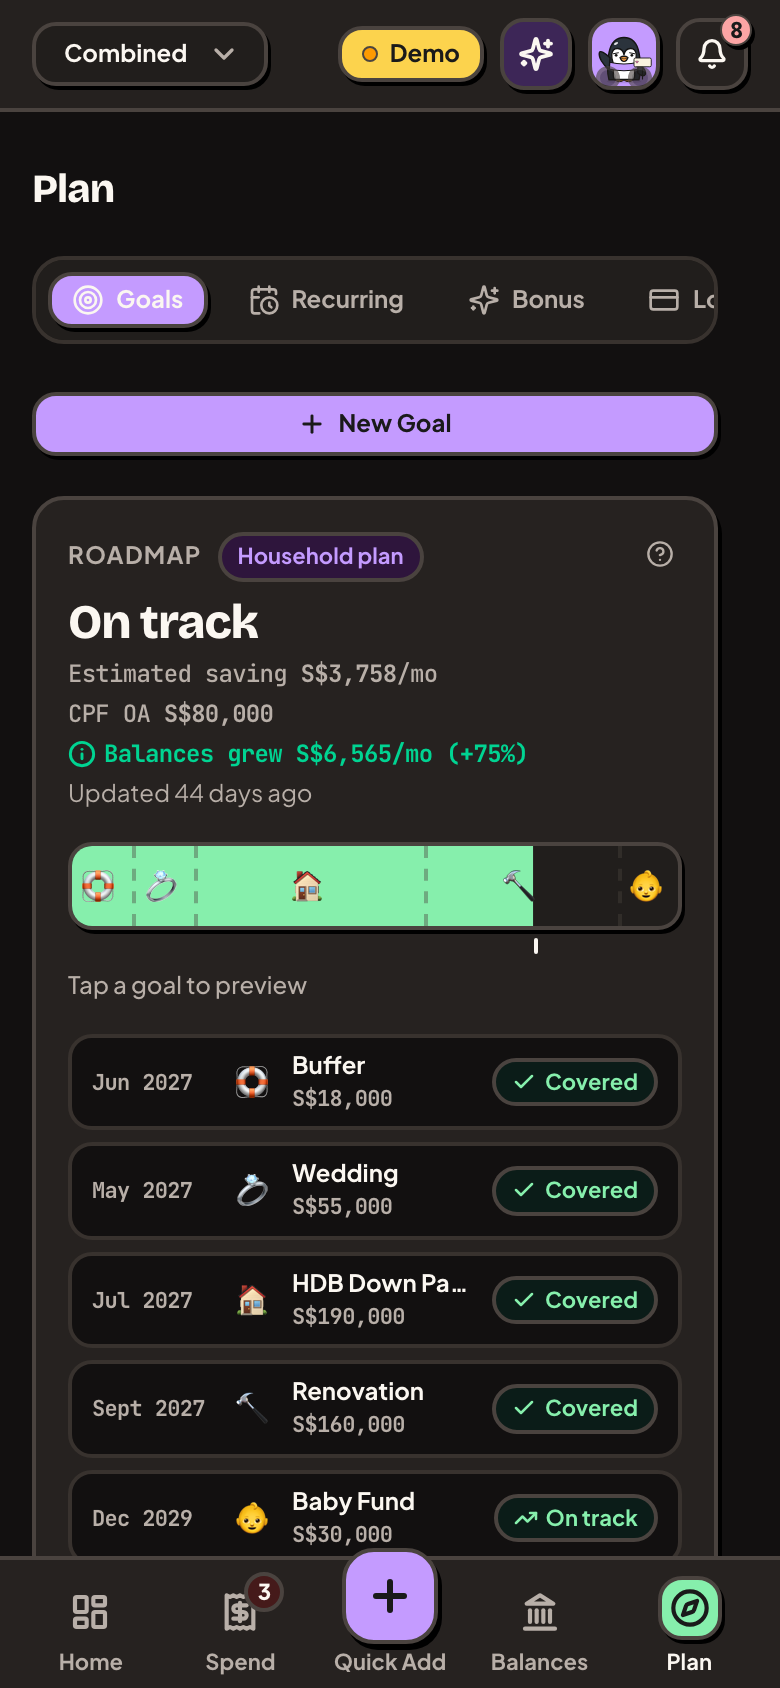 Combined
Demo
8
Plan
Goals
Recurring
Bonus
Lo
New Goal
ROADMAP
Household plan
On track
Estimated saving S$3,758/mo
CPF OA S$80,000
Balances grew S$6,565/mo (+75%)
Updated 44 days ago
Tap a goal to preview
Jun 2027
Buffer
S$18,000
Covered
May 2027
Wedding
S$55,000
Covered
Jul 2027
HDB Down Pa...
S$190,000
Covered
Sept 2027
Renovation
S$160,000
Covered
Dec 2029
Baby Fund
S$30,000
On track
Home
3
Spend
Quick Add
Balances
Plan